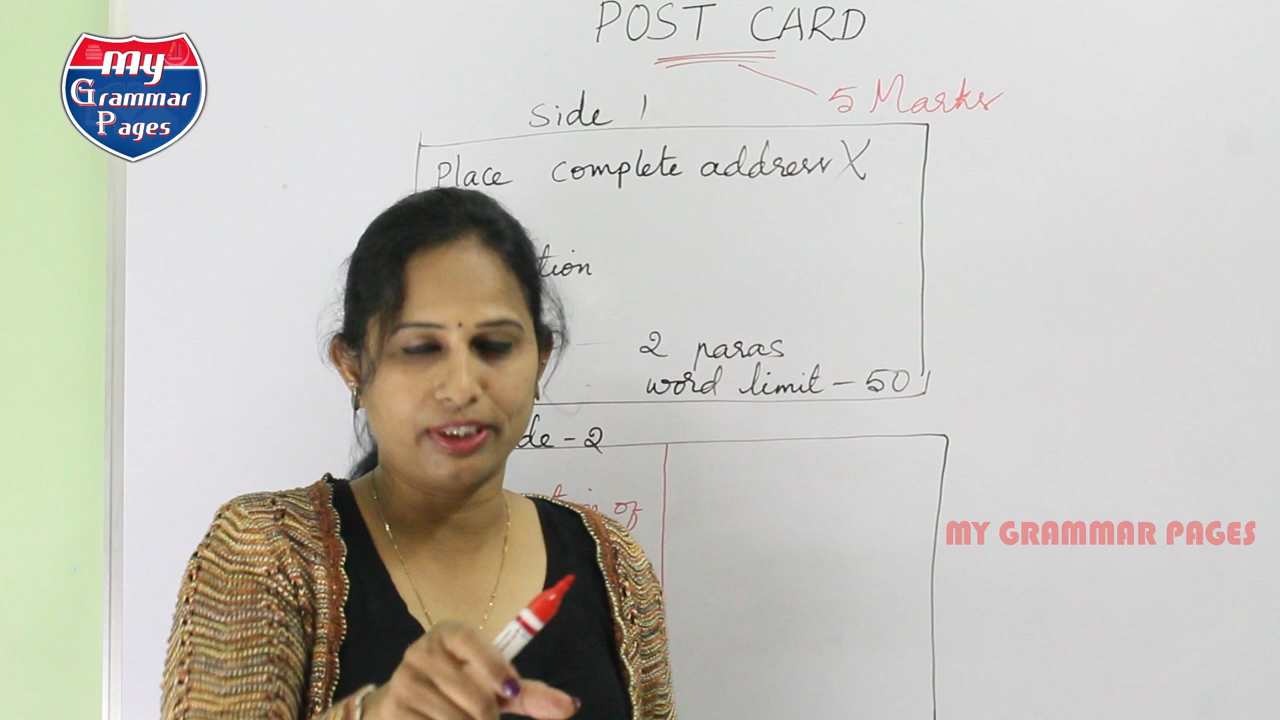 My
Grammar
Pages
POST CARD
5 Marks
Side 1
Place complete address X
tion
2 paras
word limit - 50
de - 2
of
MY GRAMMAR PAGES